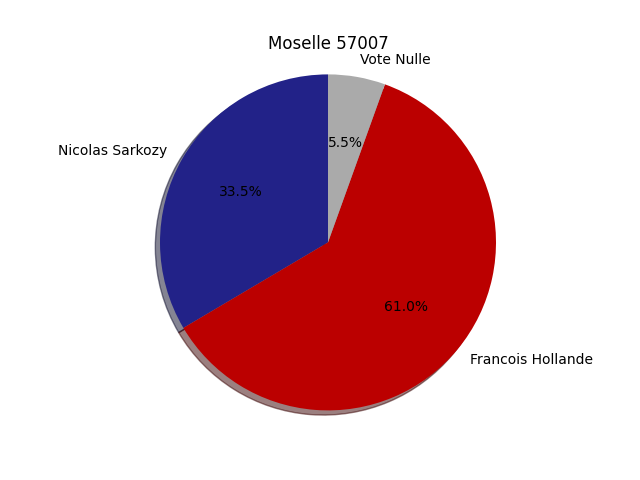 Moselle 57007
Vote Nulle
5.5%
Nicolas Sarkozy
33.5%
61.0%
Francois Hollande